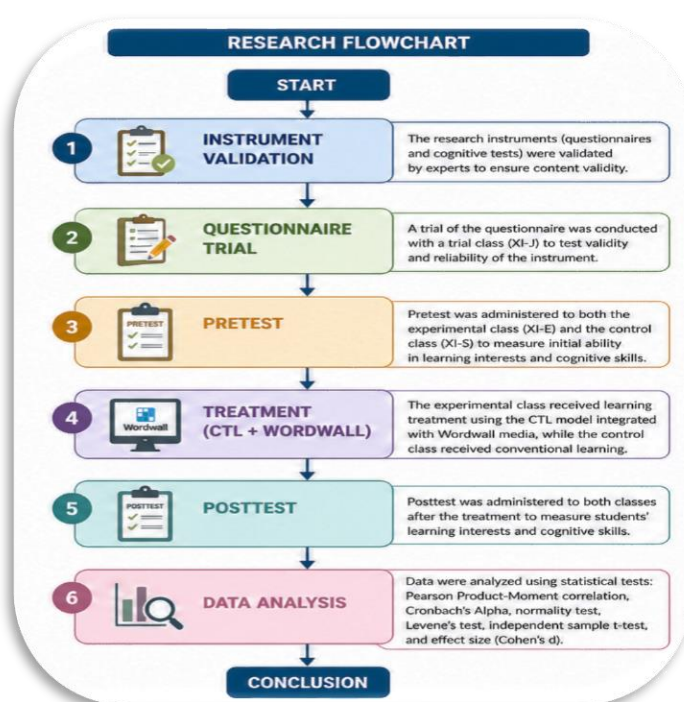 RESEARCH FLOWCHART
START
1
INSTRUMENT
VALIDATION
The research instruments (questionnaires
and cognitive tests) were validated
by experts to ensure content validity.
2
QUESTIONNAIRE
TRIAL
A trial of the questionnaire was conducted
with a trial class (XI-J) to test validity
and reliability of the instrument.
3
PRETEST
PRETEST
Pretest was administered to both the
experimental class (XI-E) and the control
class (XI-S) to measure initial ability
in learning interests and cognitive skills.
4
Wordwall
TREATMENT
(CTL + WORDWALL)
The experimental class received learning
treatment using the CTL model integrated
with Wordwall media, while the control
class received conventional learning.
5
POSTTEST
POSTTEST
Posttest was administered to both classes
after the treatment to measure students'
learning interests and cognitive skills.
6
DATA ANALYSIS
Data were analyzed using statistical tests:
Pearson Product-Moment correlation,
Cronbach's Alpha, normality test,
Levene's test, independent sample t-test,
and effect size (Cohen's d).
CONCLUSION